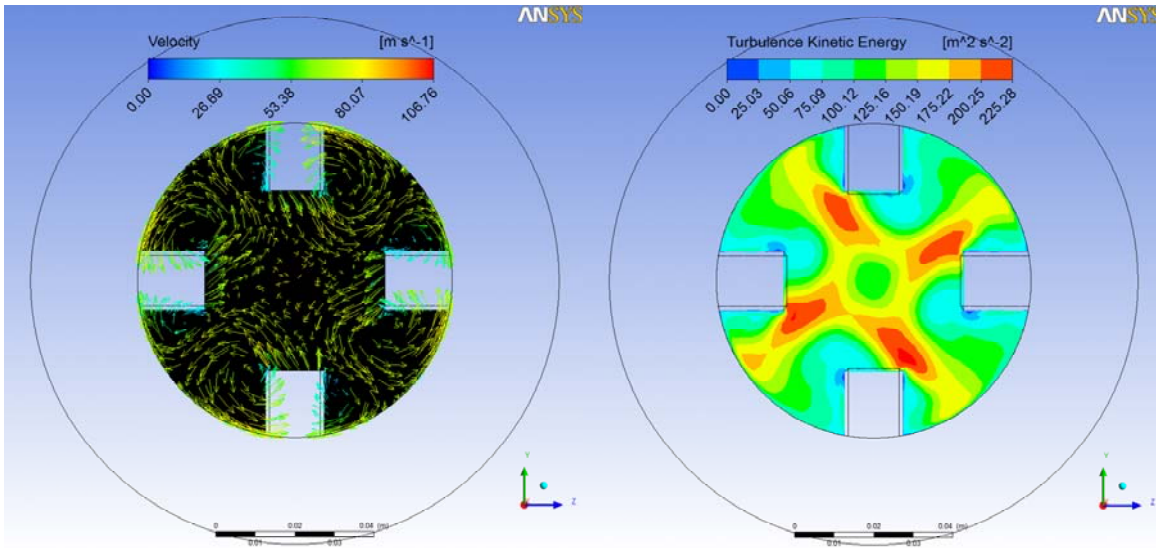 ANSYS
Velocity [m s^-1]
0.00 26.69 53.38 80.07 106.76
Y
Z
0 0.02 0.04 (m)
0.01 0.03
ANSYS
Turbulence Kinetic Energy [m^2 s^-2]
0.00 25.03 50.06 75.09 100.12 125.16 150.19 175.22 200.25 225.28
Y
Z
0 0.02 0.04 (m)
0.01 0.03